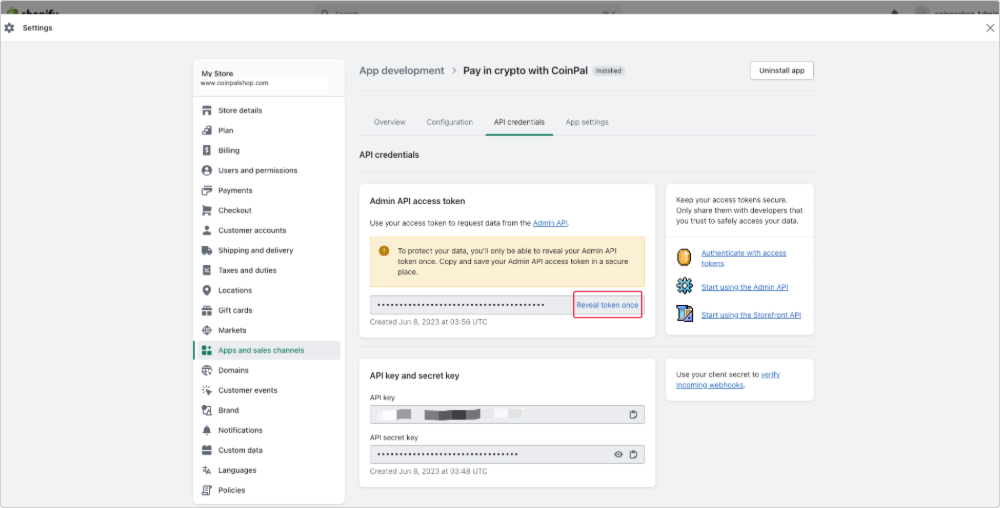 shopify
Search
Settings
My Store
www.coinpalshop.com
Store details
Plan
Billing
Users and permissions
Payments
Checkout
Customer accounts
Shipping and delivery
Taxes and duties
Locations
Gift cards
Markets
Apps and sales channels
Domains
Customer events
Brand
Notifications
Custom data
Languages
Policies
App development > Pay in crypto with CoinPal Installed
Uninstall app
Overview Configuration API credentials App settings
API credentials
Admin API access token
Use your access token to request data from the Admin API.
To protect your data, you'll only be able to reveal your Admin API
token once. Copy and save your Admin API access token in a secure
place.
Reveal token once
Created Jun 8, 2023 at 03:56 UTC
Keep your access tokens secure.
Only share them with developers that
you trust to safely access your data.
Authenticate with access
tokens
Start using the Admin API
Start using the Storefront API
API key and secret key
API key
API secret key
Created Jun 8, 2023 at 03:48 UTC
Use your client secret to verify
incoming webhooks.